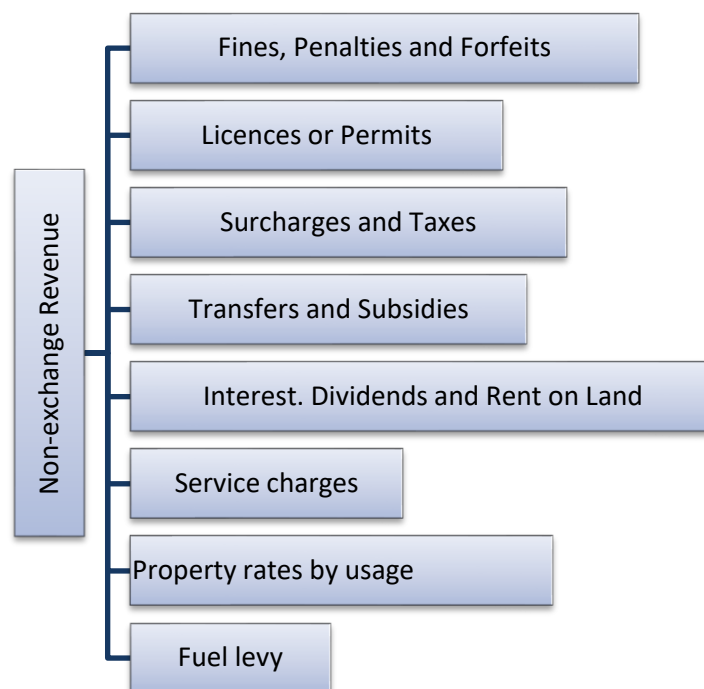 Non-exchange Revenue
Fines, Penalties and Forfeits
Licences or Permits
Surcharges and Taxes
Transfers and Subsidies
Interest. Dividends and Rent on Land
Service charges
Property rates by usage
Fuel levy